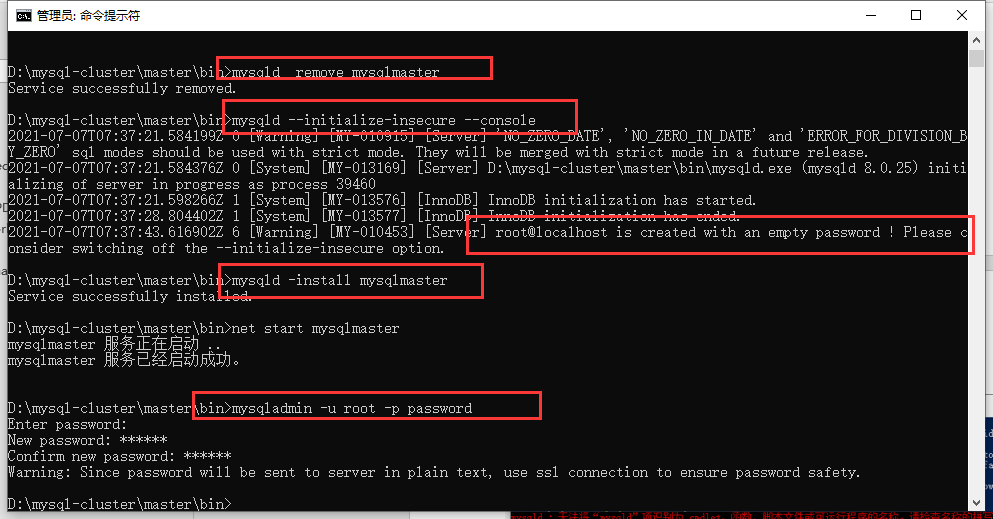 管理员: 命令提示符
D:\mysql-cluster\master\bin>mysqld  remove mysqlmaster
Service successfully removed.
D:\mysql-cluster\master\bin>mysqld --initialize-insecure --console
2021-07-07T07:37:21.584199Z 0 [Warning] [MY-010915] [Server] 'NO_ZERO_DATE', 'NO_ZERO_IN_DATE' and 'ERROR_FOR_DIVISION_B
Y_ZERO' sql modes should be used with strict mode. They will be merged with strict mode in a future release.
2021-07-07T07:37:21.584376Z 0 [System] [MY-013169] [Server] D:\mysql-cluster\master\bin\mysqld.exe (mysqld 8.0.25) initi
alizing of server in progress as process 39460
2021-07-07T07:37:21.598266Z 1 [System] [MY-013576] [InnoDB] InnoDB initialization has started.
2021-07-07T07:37:28.804402Z 1 [System] [MY-013577] [InnoDB] InnoDB initialization has ended.
2021-07-07T07:37:43.616902Z 6 [Warning] [MY-010453] [Server] root@localhost is created with an empty password ! Please c
onsider switching off the --initialize-insecure option.
D:\mysql-cluster\master\bin>mysqld -install mysqlmaster
Service successfully installed.
D:\mysql-cluster\master\bin>net start mysqlmaster
mysqlmaster 服务正在启动 ..
mysqlmaster 服务已经启动成功。
D:\mysql-cluster\master\bin>mysqladmin -u root -p password
Enter password:
New password: ******
Confirm new password: ******
Warning: Since password will be sent to server in plain text, use ssl connection to ensure password safety.
D:\mysql-cluster\master\bin>